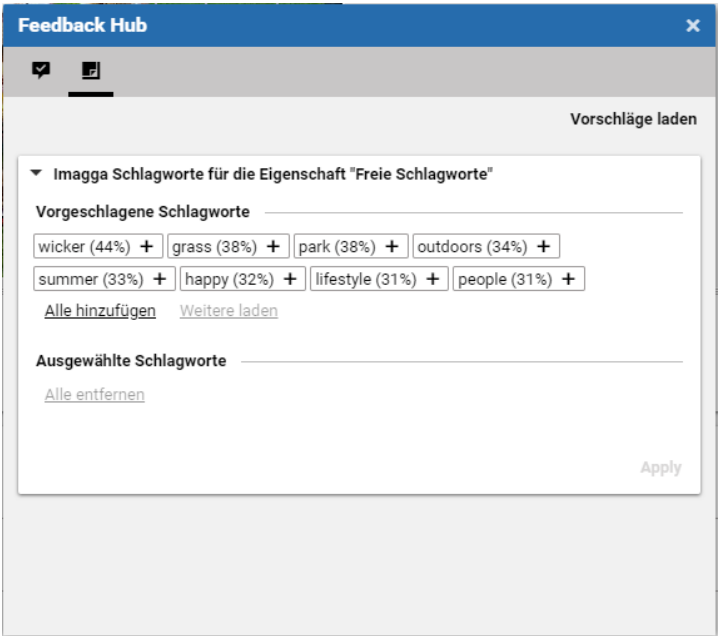 Feedback Hub
Vorschläge laden
Imagga Schlagworte für die Eigenschaft "Freie Schlagworte"
Vorgeschlagene Schlagworte
wicker (44%) + grass (38%) + park (38%) + outdoors (34%) +
summer (33%) + happy (32%) + lifestyle (31%) + people (31%) +
Alle hinzufügen Weitere laden
Ausgewählte Schlagworte
Alle entfernen
Apply